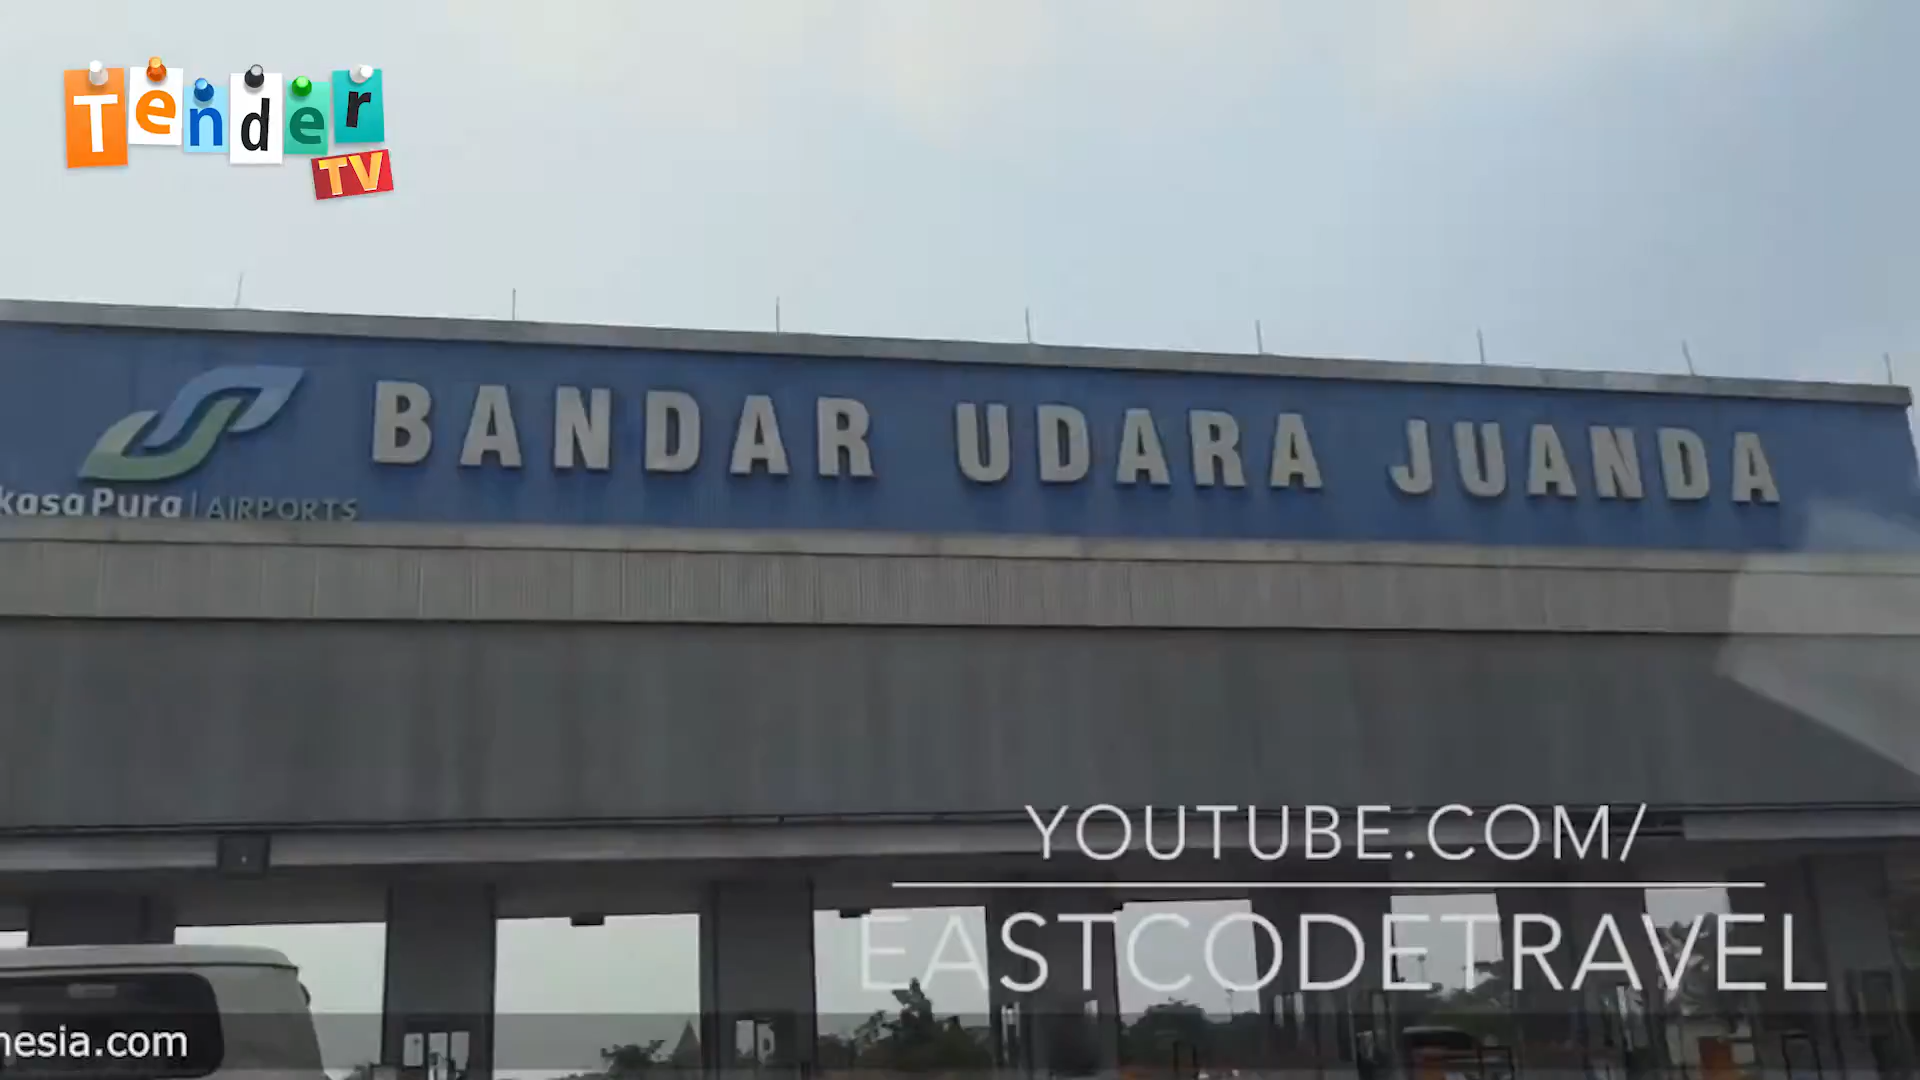 Tender
TV
BANDAR UDARA JUANDA
kasa Pura | AIRPORTS
YOUTUBE.COM/
EASTCODETRAVEL
nesia.com